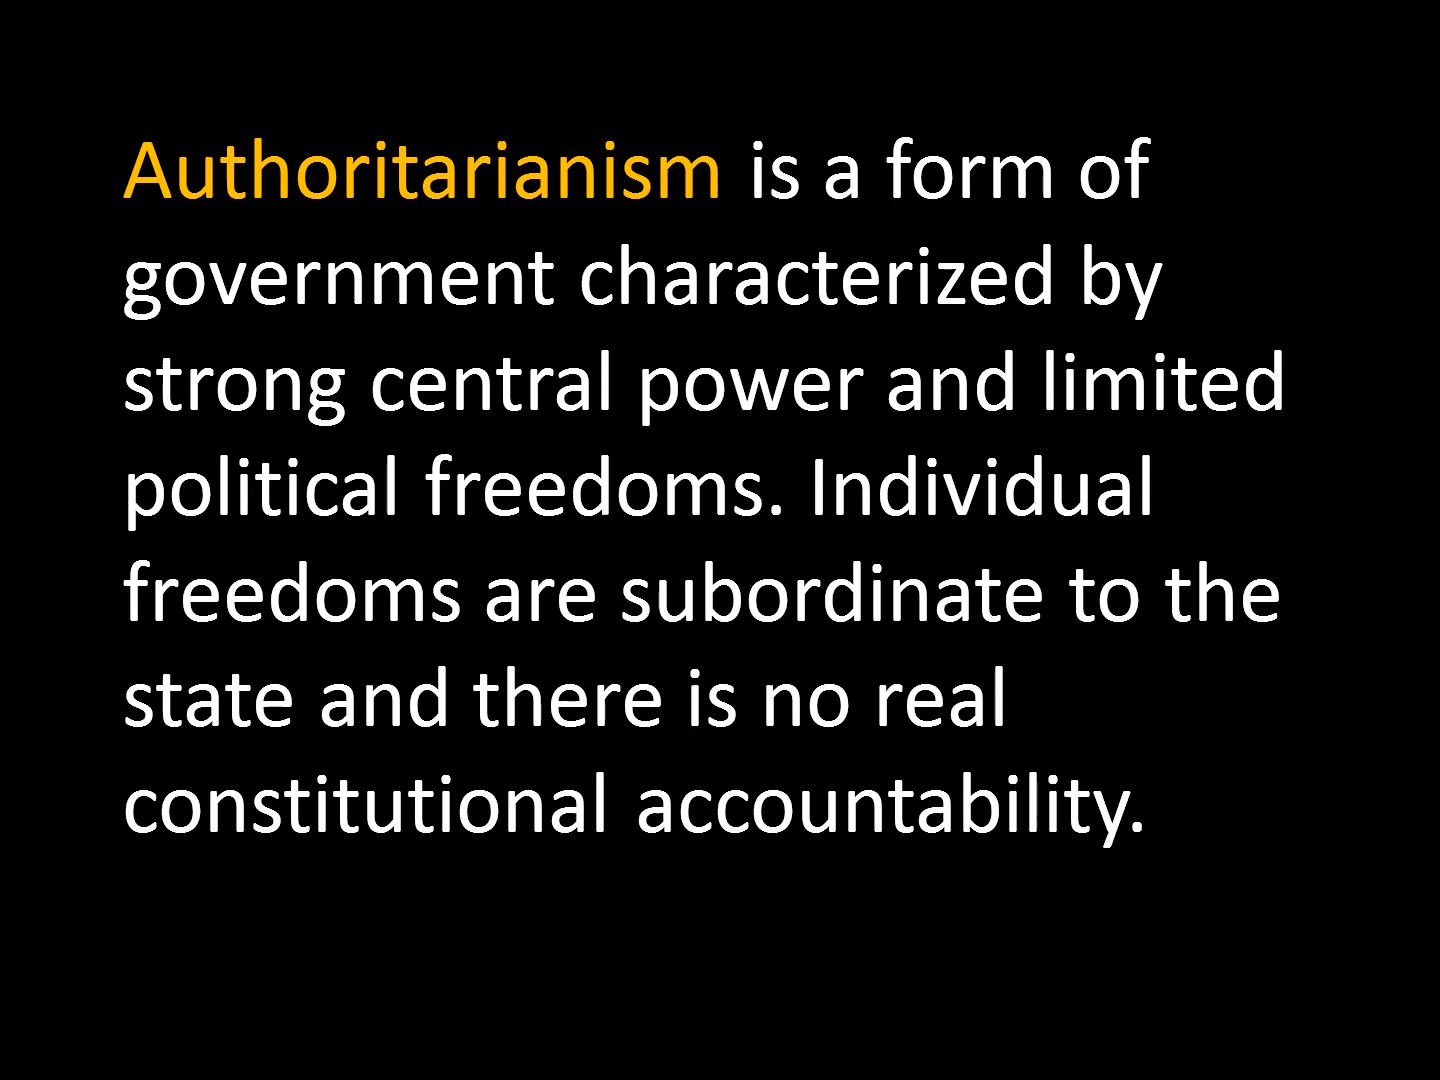 Authoritarianism is a form of
government characterized by
strong central power and limited
political freedoms. Individual
freedoms are subordinate to the
state and there is no real
constitutional accountability.